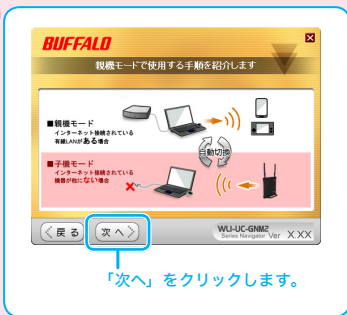 BUFFALO
親機モードで使用する手順を紹介します
■親機モード
インターネット接続されている
有線LANがある場合
自動切換
■子機モード
インターネット接続されている
機器が他にない場合
戻る
次へ
WLI-UC-GNM2
Series Navigator Ver X.XX
「次へ」をクリックします。